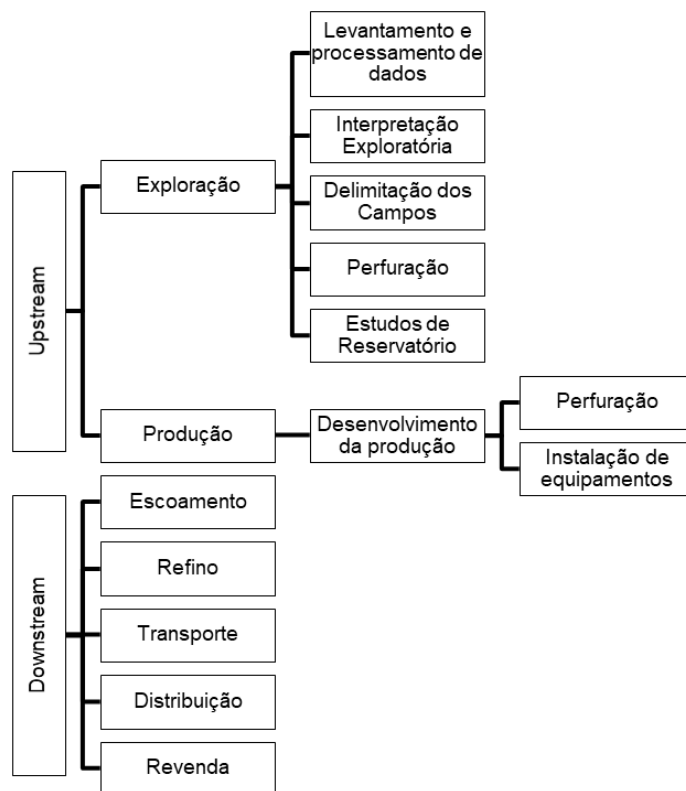 Upstream
Exploração
Levantamento e
processamento de
dados
Interpretação
Exploratória
Delimitação dos
Campos
Perfuração
Estudos de
Reservatório
Produção
Desenvolvimento
da produção
Perfuração
Instalação de
equipamentos
Downstream
Escoamento
Refino
Transporte
Distribuição
Revenda